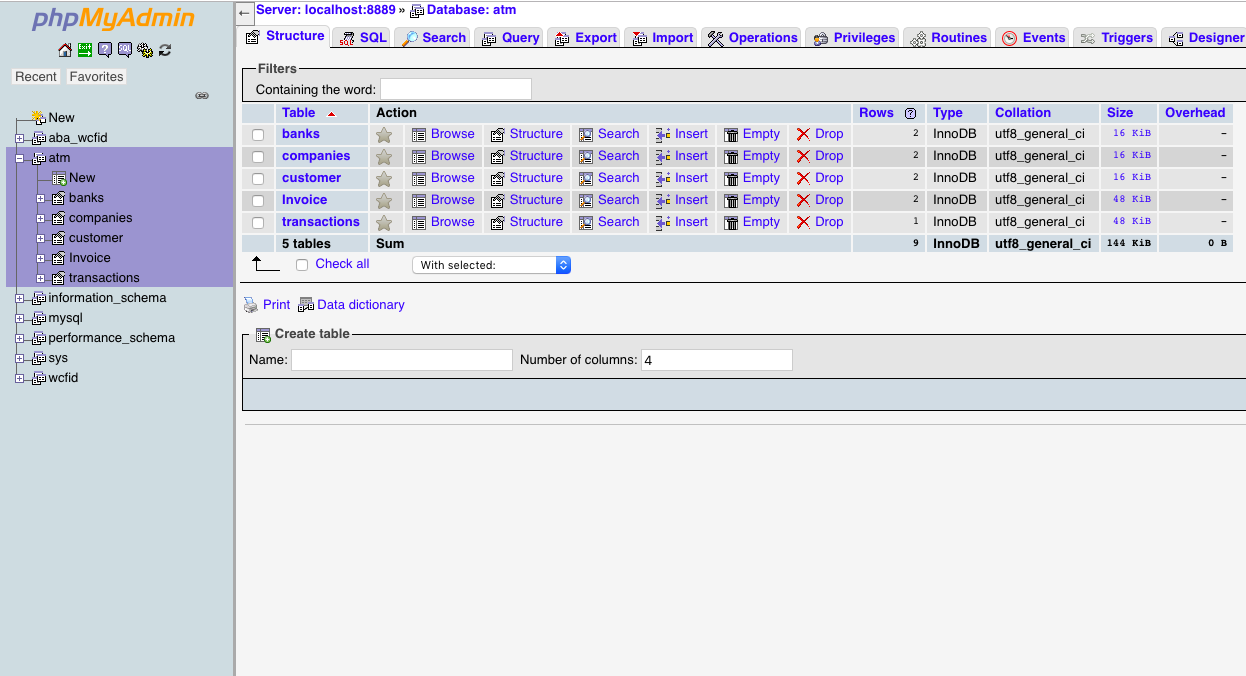 phpMyAdmin
Recent Favorites
New
aba_wcfid
atm
New
banks
companies
customer
Invoice
transactions
information_schema
mysql
performance_schema
sys
wcfid
Server: localhost:8889 » Database: atm
Structure SQL Search Query Export Import Operations Privileges Routines Events Triggers Designer
Filters
Containing the word:
Table Action Rows Type Collation Size Overhead
banks Browse Structure Search Insert Empty Drop 2 InnoDB utf8_general_ci 16 KiB –
companies Browse Structure Search Insert Empty Drop 2 InnoDB utf8_general_ci 16 KiB –
customer Browse Structure Search Insert Empty Drop 2 InnoDB utf8_general_ci 16 KiB –
Invoice Browse Structure Search Insert Empty Drop 2 InnoDB utf8_general_ci 48 KiB –
transactions Browse Structure Search Insert Empty Drop 1 InnoDB utf8_general_ci 48 KiB –
5 tables Sum 9 InnoDB utf8_general_ci 144 KiB 0 B
Check all With selected:
Print Data dictionary
Create table
Name: Number of columns: 4